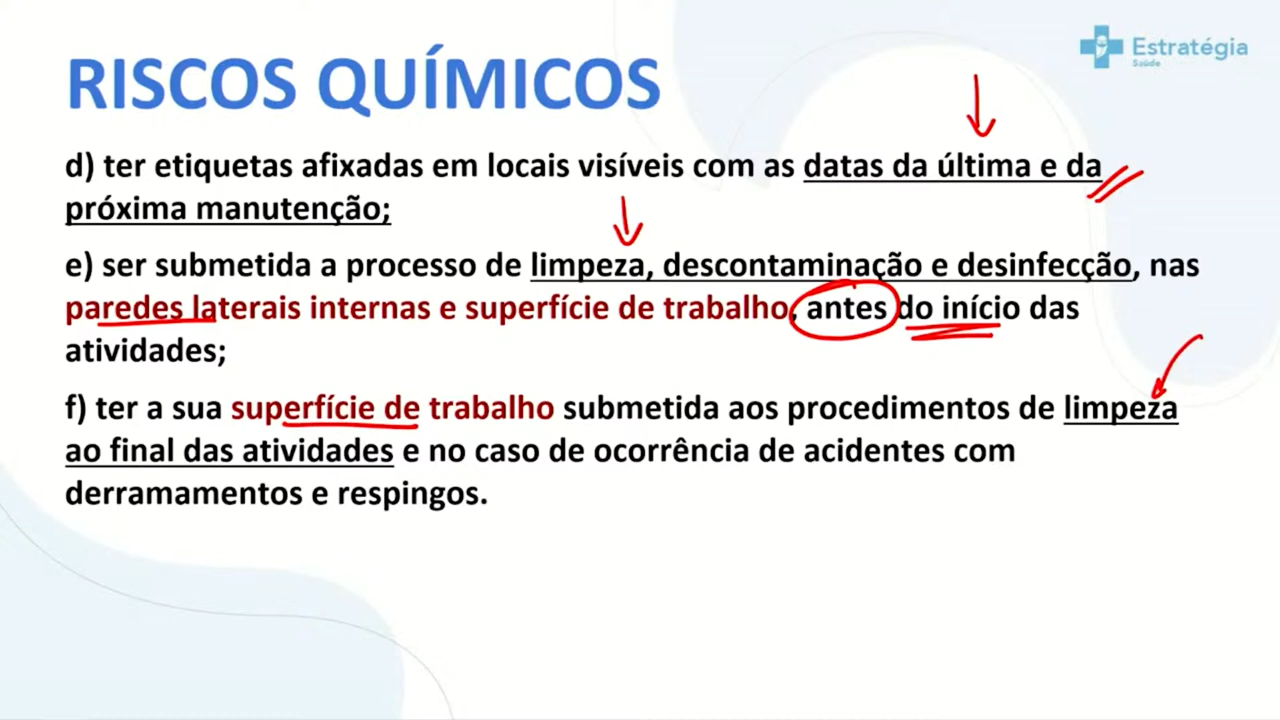 Estratégia
Saúde
RISCOS QUÍMICOS
d) ter etiquetas afixadas em locais visíveis com as datas da última e da
próxima manutenção;
e) ser submetida a processo de limpeza, descontaminação e desinfecção, nas
paredes laterais internas e superfície de trabalho, antes do início das
atividades;
f) ter a sua superfície de trabalho submetida aos procedimentos de limpeza
ao final das atividades e no caso de ocorrência de acidentes com
derramamentos e respingos.